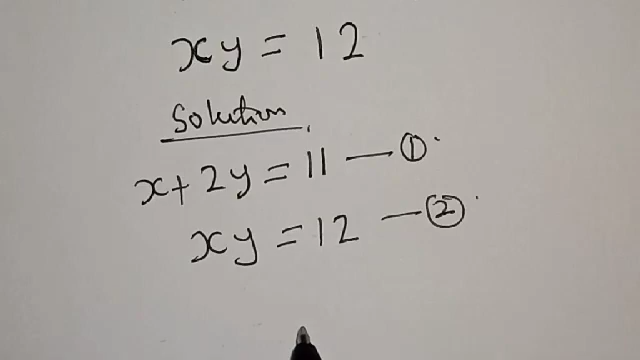 xy = 12
Solution
x + 2y = 11 — ①
xy = 12 — ②